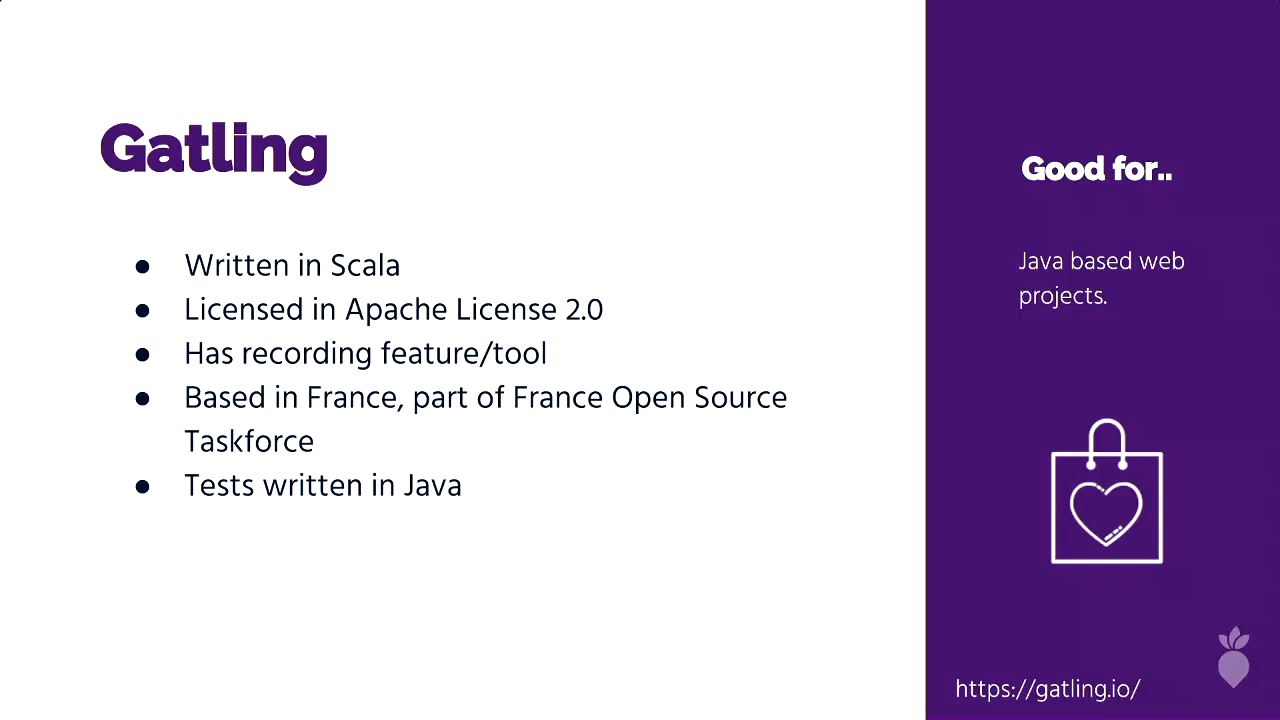 Gatling
● Written in Scala
● Licensed in Apache License 2.0
● Has recording feature/tool
● Based in France, part of France Open Source
Taskforce
● Tests written in Java
Good for..
Java based web
projects.
https://gatling.io/